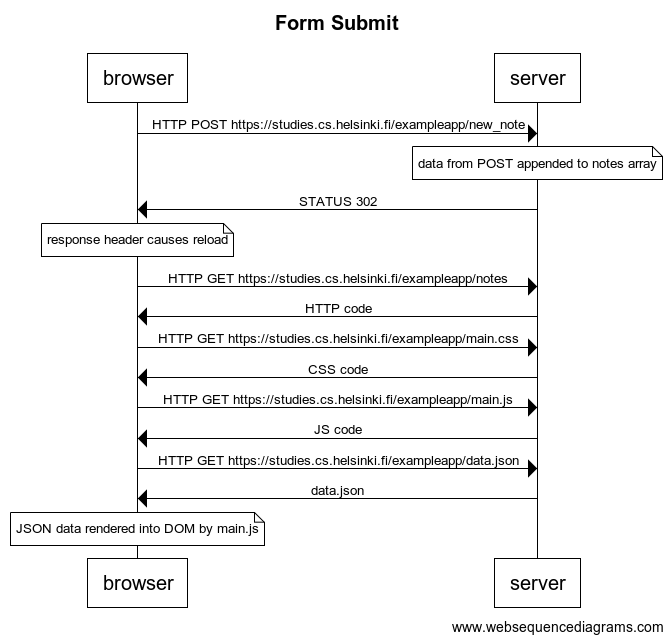 Form Submit
browser
server
HTTP POST https://studies.cs.helsinki.fi/exampleapp/new_note
data from POST appended to notes array
STATUS 302
response header causes reload
HTTP GET https://studies.cs.helsinki.fi/exampleapp/notes
HTTP code
HTTP GET https://studies.cs.helsinki.fi/exampleapp/main.css
CSS code
HTTP GET https://studies.cs.helsinki.fi/exampleapp/main.js
JS code
HTTP GET https://studies.cs.helsinki.fi/exampleapp/data.json
data.json
JSON data rendered into DOM by main.js
browser
server
www.websequencediagrams.com